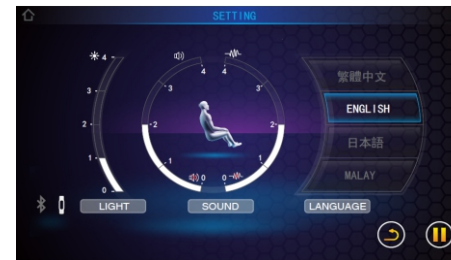 SETTING
4
3
2
1
0
4 4
3 3
2 2
1 1
0 0
繁體中文
ENGLISH
日本語
MALAY
LIGHT
SOUND
LANGUAGE